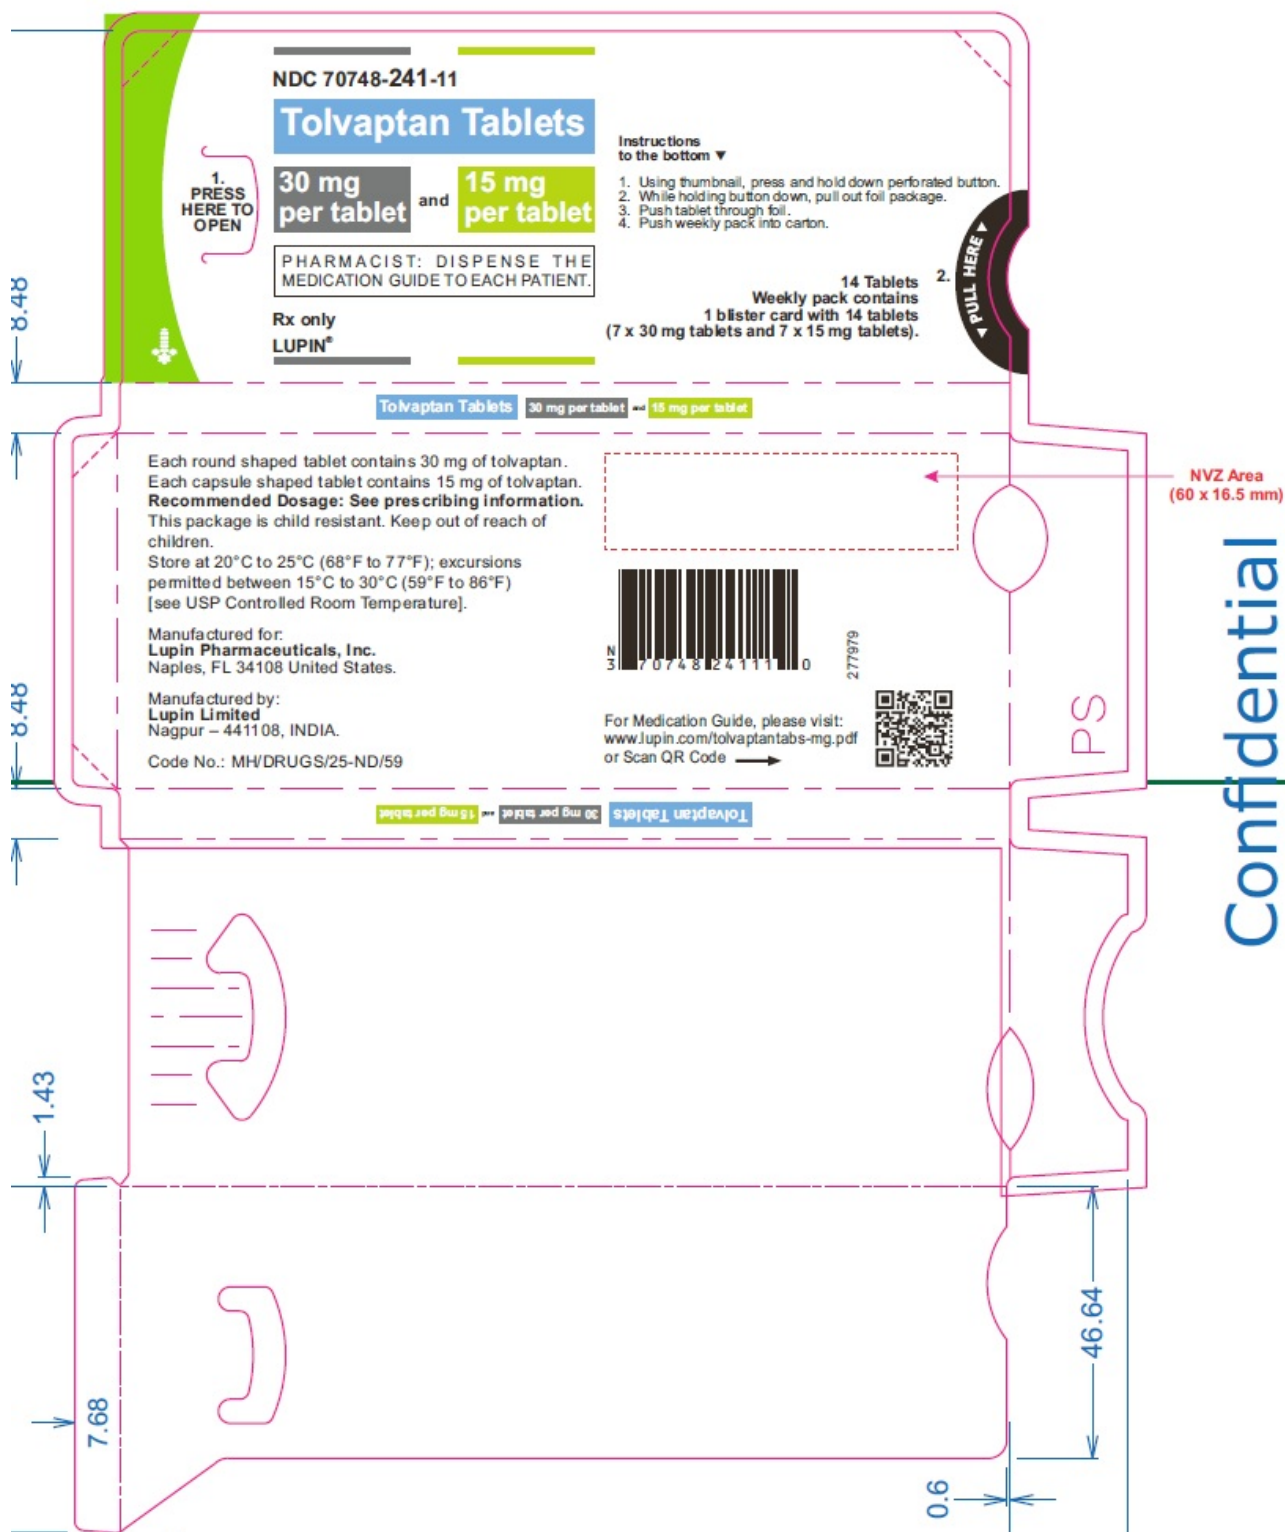 NDC 70748-241-11
Tolvaptan Tablets
30 mg
per tablet
and
15 mg
per tablet
PHARMACIST: DISPENSE THE
MEDICATION GUIDE TO EACH PATIENT.
Rx only
LUPIN®
1.
PRESS
HERE TO
OPEN
Instructions
to the bottom ▼
1. Using thumbnail, press and hold down perforated button.
2. While holding button down, pull out foil package.
3. Push tablet through foil.
4. Push weekly pack into carton.
14 Tablets
Weekly pack contains
1 blister card with 14 tablets
(7 x 30 mg tablets and 7 x 15 mg tablets).
2.
▲ PULL HERE ▼
8.48
Tolvaptan Tablets 30 mg per tablet and 15 mg per tablet
Each round shaped tablet contains 30 mg of tolvaptan.
Each capsule shaped tablet contains 15 mg of tolvaptan.
Recommended Dosage: See prescribing information.
This package is child resistant. Keep out of reach of
children.
Store at 20°C to 25°C (68°F to 77°F); excursions
permitted between 15°C to 30°C (59°F to 86°F)
[see USP Controlled Room Temperature].
Manufactured for:
Lupin Pharmaceuticals, Inc.
Naples, FL 34108 United States.
Manufactured by:
Lupin Limited
Nagpur – 441108, INDIA.
Code No.: MH/DRUGS/25-ND/59
NVZ Area
(60 x 16.5 mm)
N
3 70748 24111 0
277979
For Medication Guide, please visit:
www.lupin.com/tolvaptantabs-mg.pdf
or Scan QR Code
PS
Confidential
8.48
Tolvaptan Tablets 30 mg per tablet and 15 mg per tablet
1.43
7.68
46.64
0.6